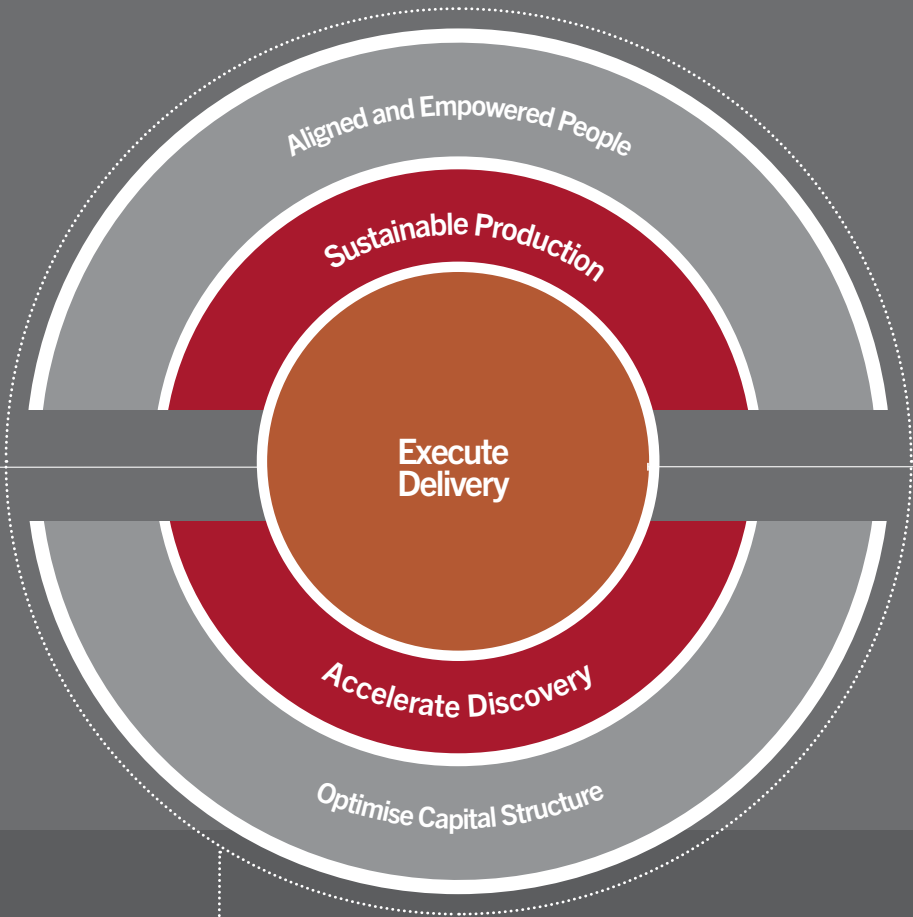 Aligned and Empowered People
Sustainable Production
Execute
Delivery
Accelerate Discovery
Optimise Capital Structure